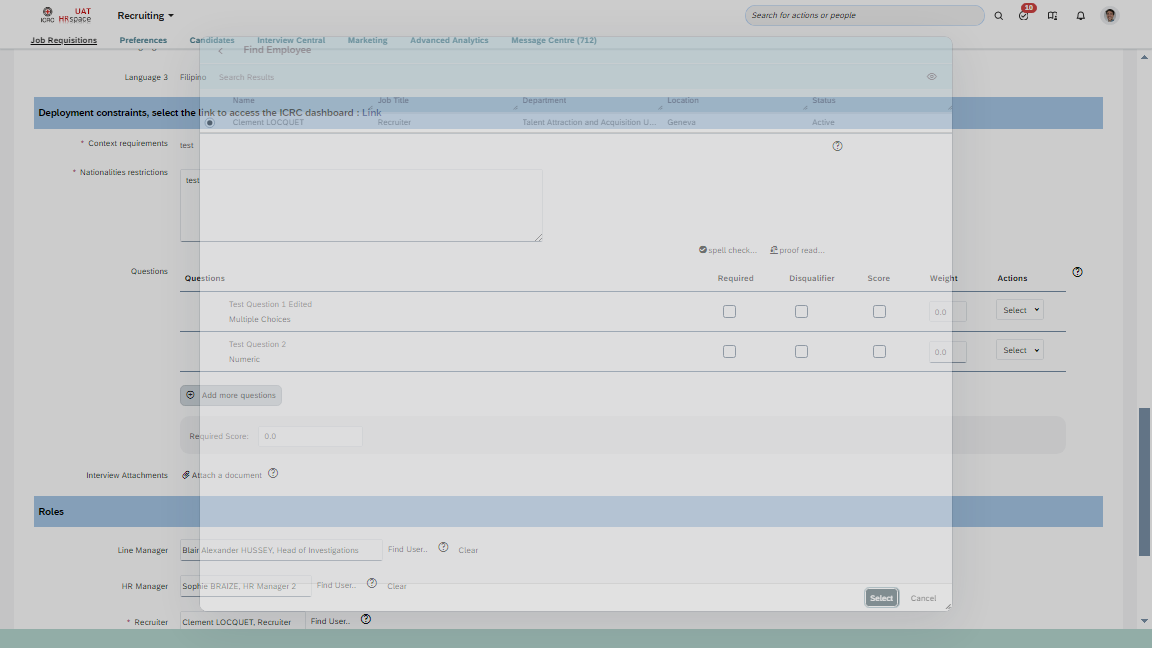 ICRC
UAT
HRspace
Recruiting
Search for actions or people
10
Job Requisitions
Preferences
Candidates
Interview Central
Marketing
Advanced Analytics
Message Centre (712)
Find Employee
Language 3
Filipino
Search Results
Name
Job Title
Department
Location
Status
Deployment constraints, select the link to access the ICRC dashboard : Link
Clement LOCQUET
Recruiter
Talent Attraction and Acquisition U...
Geneva
Active
* Context requirements
test
* Nationalities restrictions
test
spell check...
proof read...
Questions
Questions
Required
Disqualifier
Score
Weight
Actions
Test Question 1 Edited
Multiple Choices
0.0
Select
Test Question 2
Numeric
0.0
Select
Add more questions
Required Score:
0.0
Interview Attachments
Attach a document
Roles
Line Manager
Blair Alexander HUSSEY, Head of Investigations
Find User..
Clear
HR Manager
Sophie BRAIZE, HR Manager 2
Find User..
Clear
Select
Cancel
* Recruiter
Clement LOCQUET, Recruiter
Find User..